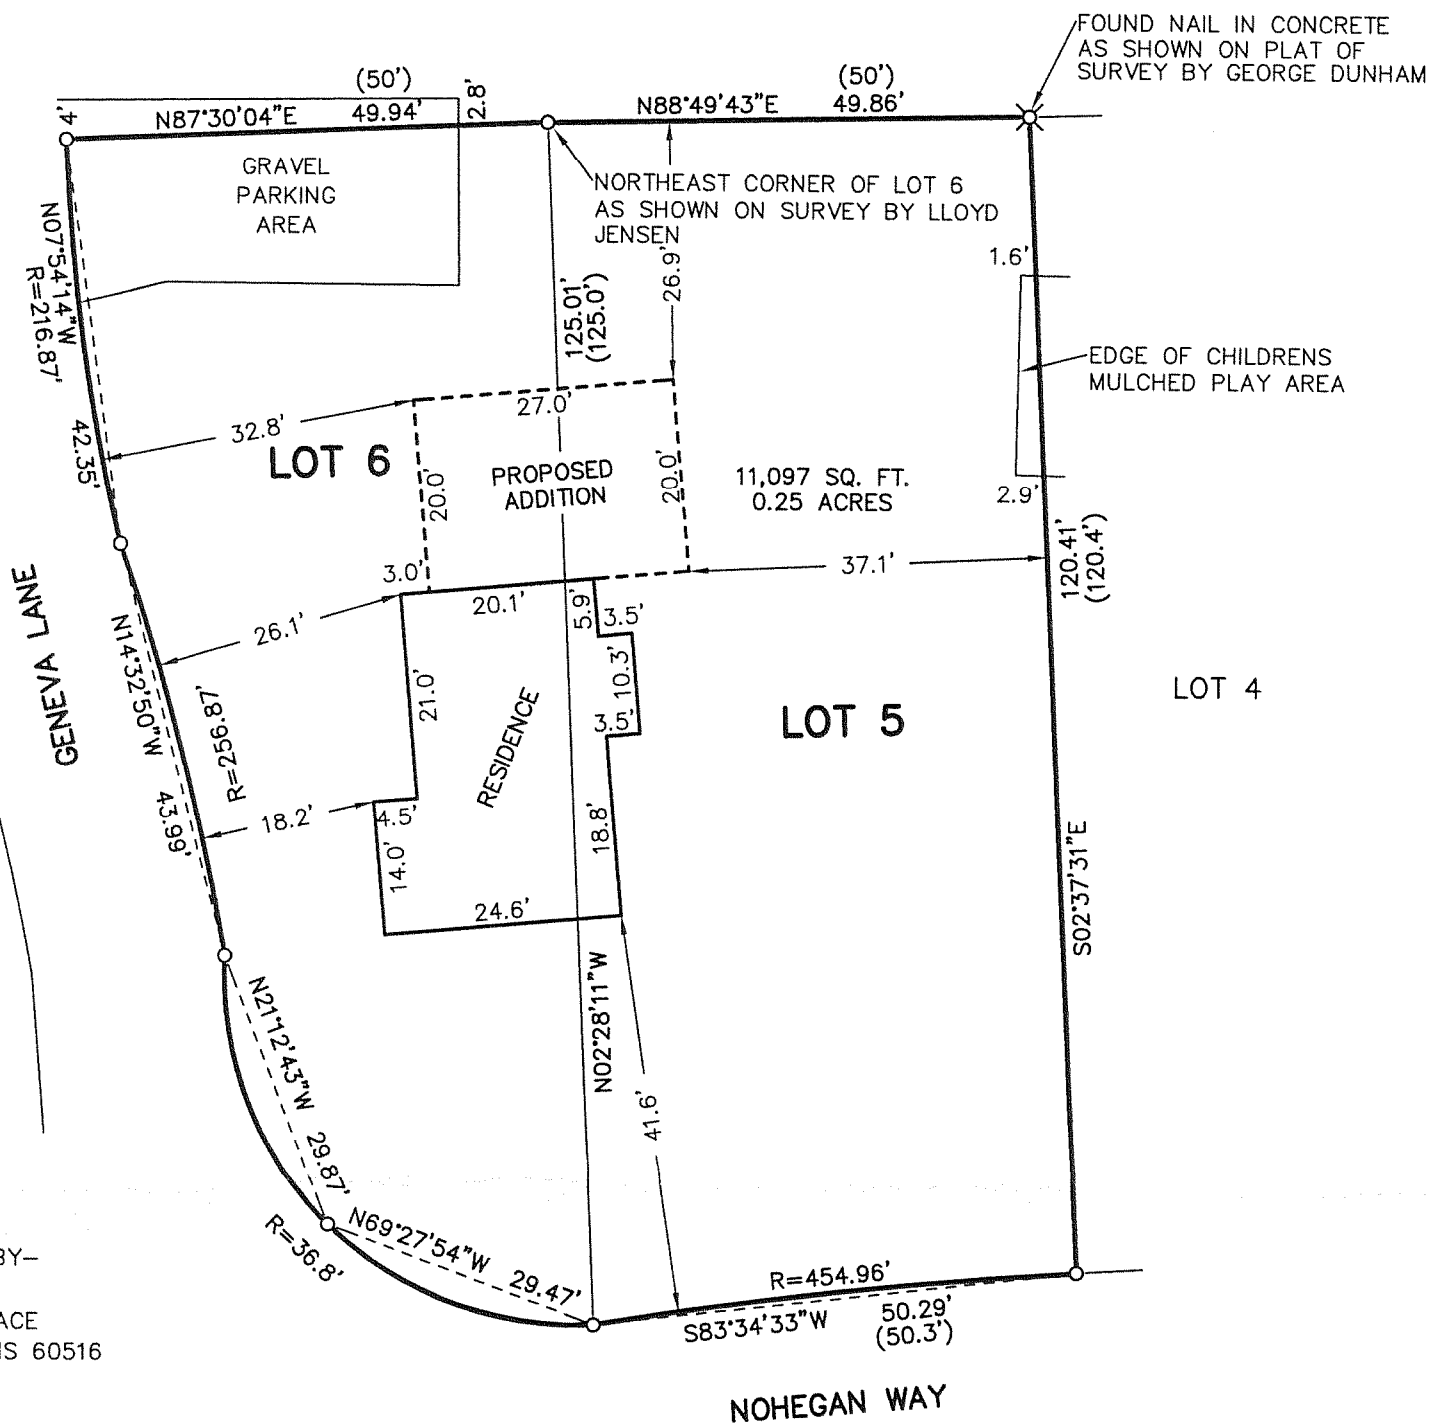 FOUND NAIL IN CONCRETE
AS SHOWN ON PLAT OF
SURVEY BY GEORGE DUNHAM
(50')
(50')
4'
N87°30'04"E 49.94'
2.8'
N88°49'43"E 49.86'
GRAVEL
PARKING
AREA
NORTHEAST CORNER OF LOT 6
AS SHOWN ON SURVEY BY LLOYD
JENSEN
N07°54'14"W
42.35'
R=216.87'
125.01'
(125.0')
26.9'
1.6'
EDGE OF CHILDRENS
MULCHED PLAY AREA
2.9'
32.8'
27.0'
LOT 6
20.0'
PROPOSED
ADDITION
20.0'
11,097 SQ. FT.
0.25 ACRES
120.41'
(120.4')
37.1'
3.0'
20.1'
5.9'
3.5'
26.1'
GENEVA LANE
N14°32'50"W
43.99'
R=256.87'
21.0'
10.3'
RESIDENCE
3.5'
LOT 5
LOT 4
18.2'
4.5'
14.0'
18.8'
24.6'
S02°37'31"E
N02°28'11"W
N21°12'43"W
29.87'
41.6'
N69°27'54"W 29.47'
R=36.8'
R=454.96'
S83°34'33"W 50.29'
(50.3')
BY-
ACE
IS 60516
NOHEGAN WAY